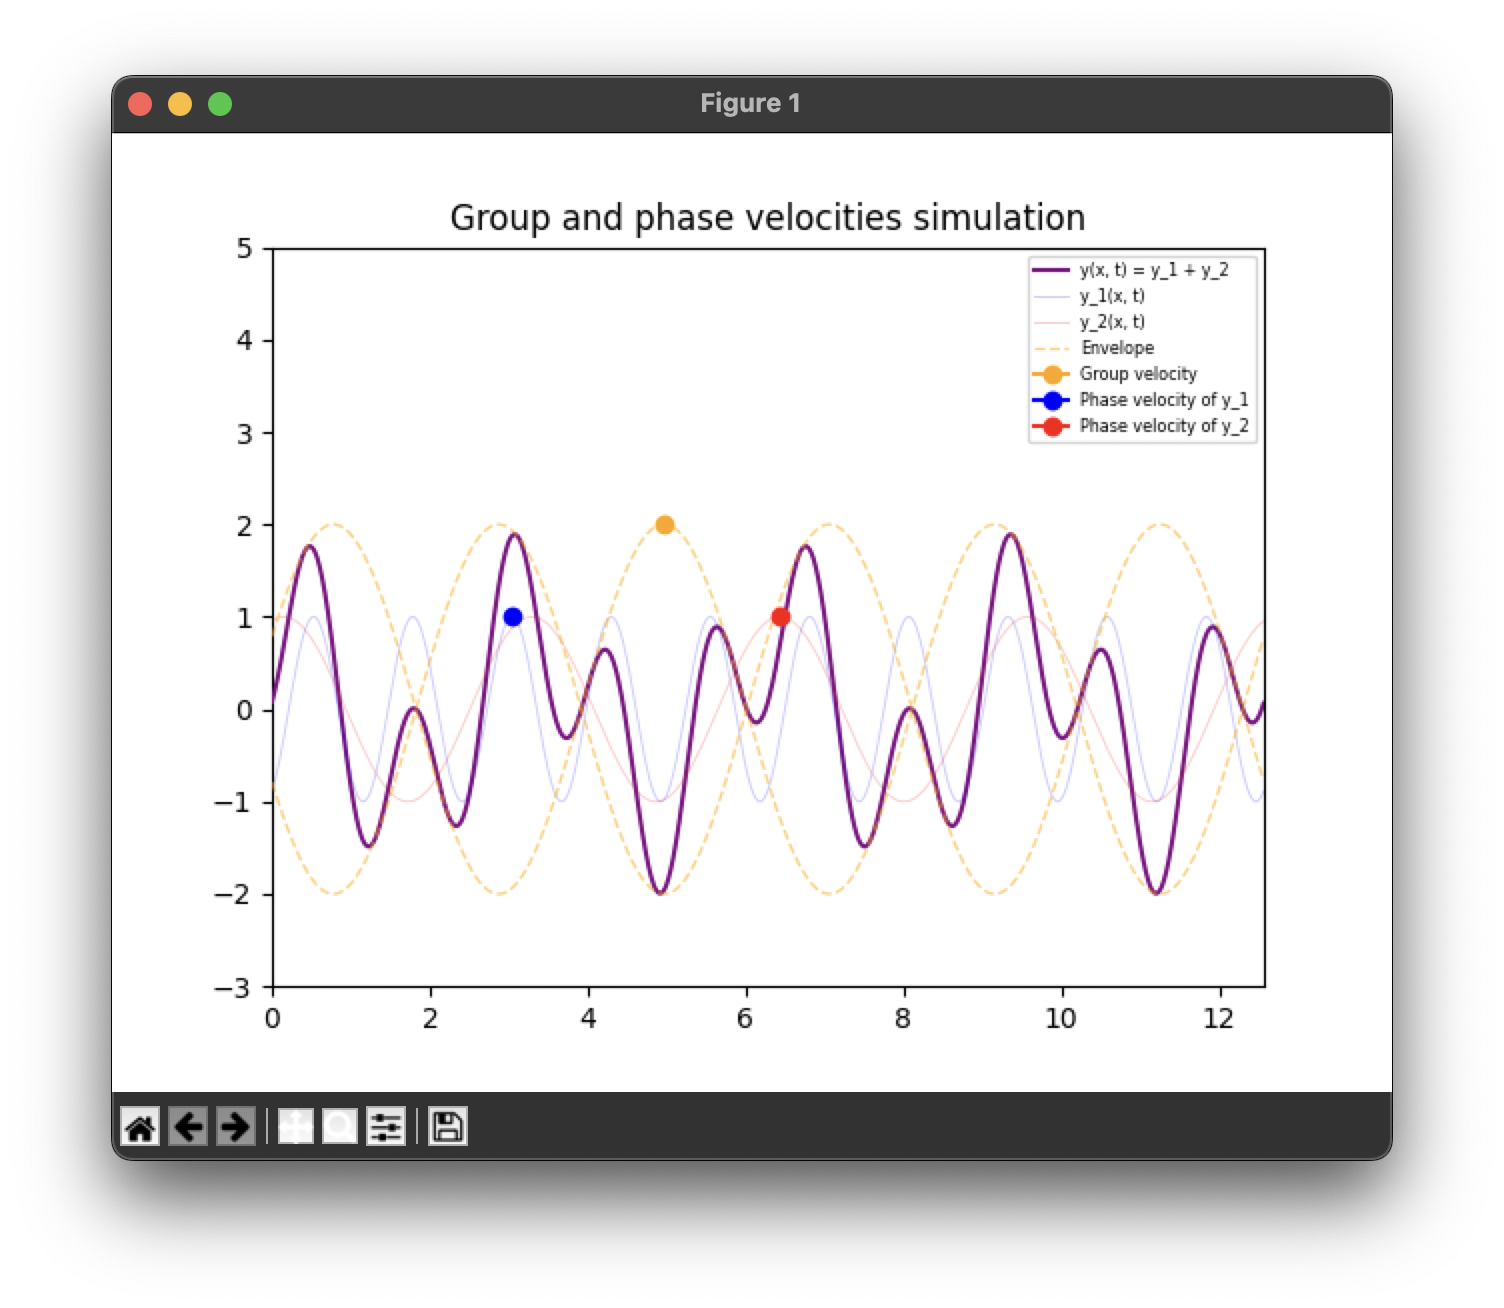 Figure 1
Group and phase velocities simulation
5
4
3
2
1
0
−1
−2
−3
y(x, t) = y_1 + y_2
y_1(x, t)
y_2(x, t)
Envelope
Group velocity
Phase velocity of y_1
Phase velocity of y_2
0 2 4 6 8 10 12